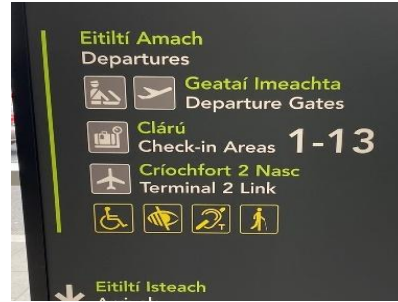 Eitiltí Amach
Departures
Geataí Imeachta
Departure Gates
Clárú
Check-in Areas 1-13
Críochfort 2 Nasc
Terminal 2 Link
T
Eitiltí Isteach